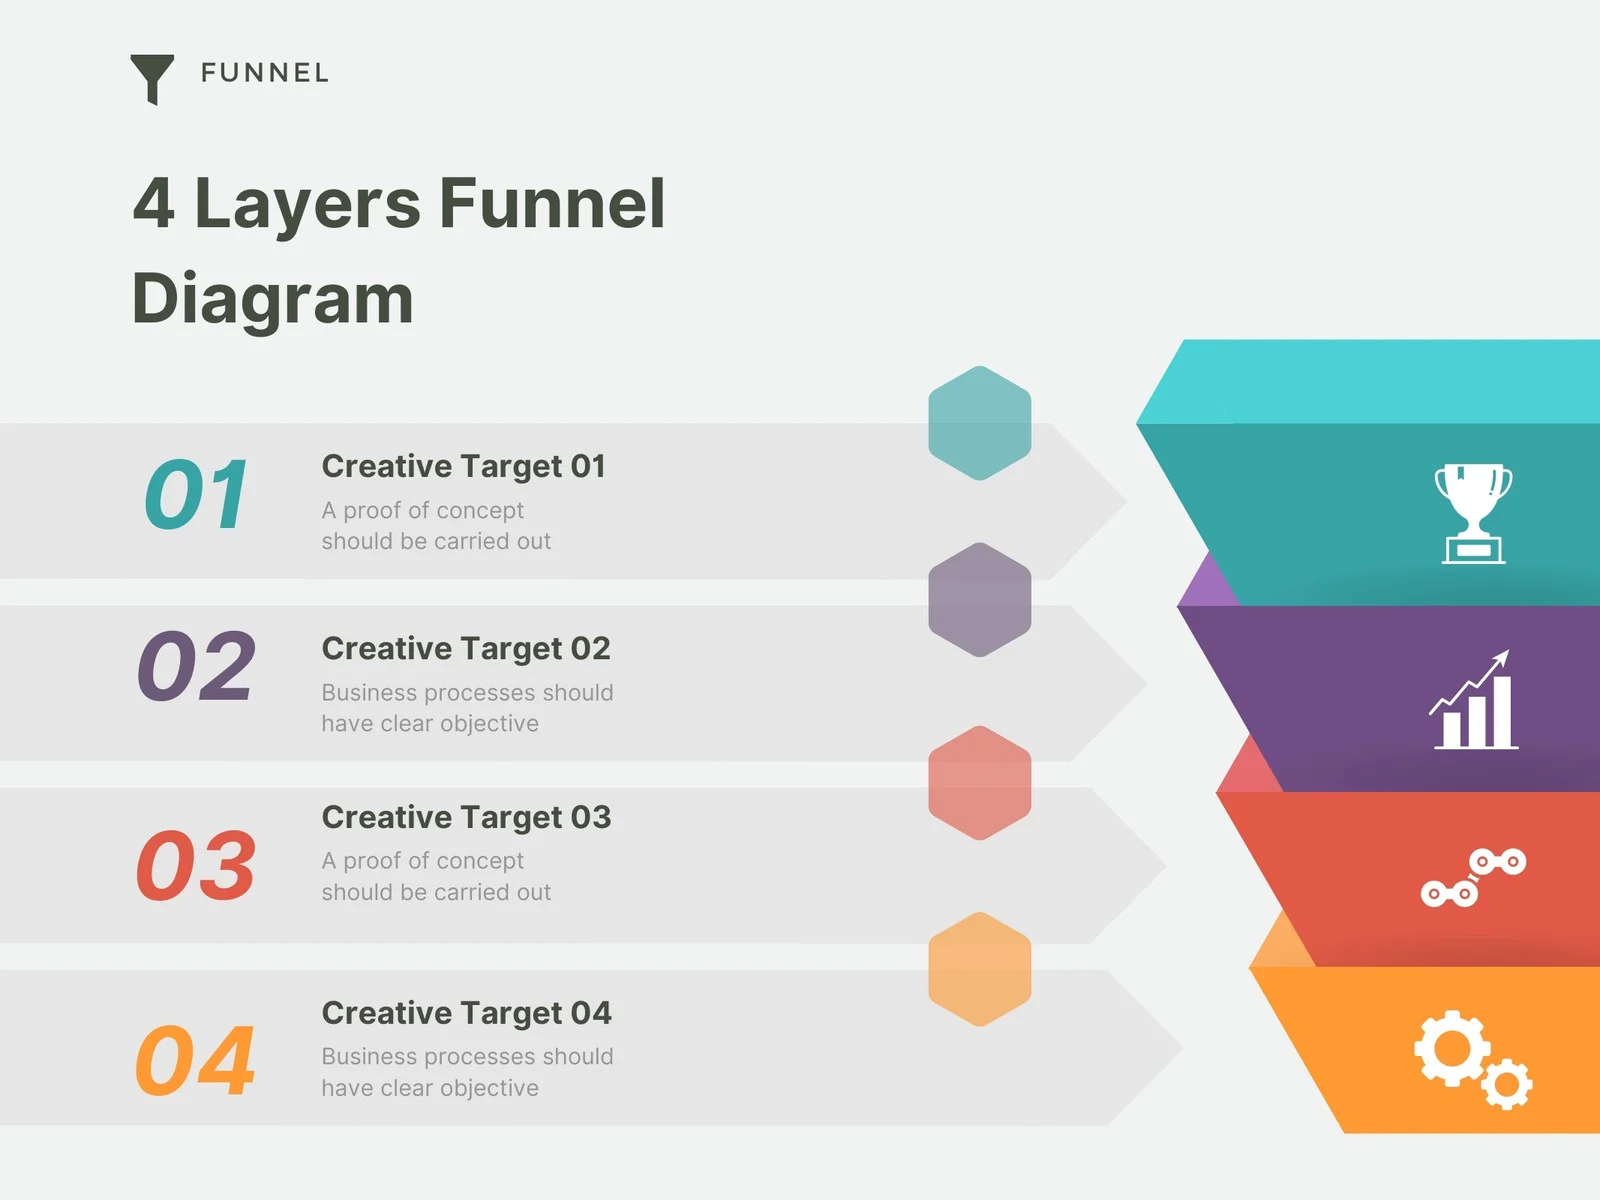 FUNNEL
4 Layers Funnel
Diagram
01
Creative Target 01
A proof of concept
should be carried out
02
Creative Target 02
Business processes should
have clear objective
03
Creative Target 03
A proof of concept
should be carried out
04
Creative Target 04
Business processes should
have clear objective